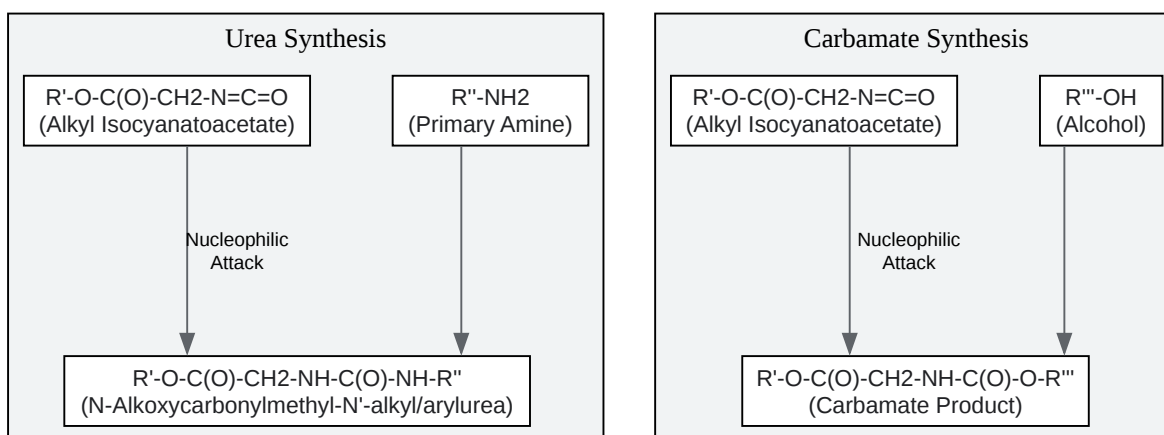 Urea Synthesis
R'-O-C(O)-CH2-N=C=O
(Alkyl Isocyanatoacetate)
R''-NH2
(Primary Amine)
Nucleophilic
Attack
R'-O-C(O)-CH2-NH-C(O)-NH-R''
(N-Alkoxycarbonylmethyl-N'-alkyl/arylurea)
Carbamate Synthesis
R'-O-C(O)-CH2-N=C=O
(Alkyl Isocyanatoacetate)
R'''-OH
(Alcohol)
Nucleophilic
Attack
R'-O-C(O)-CH2-NH-C(O)-O-R'''
(Carbamate Product)